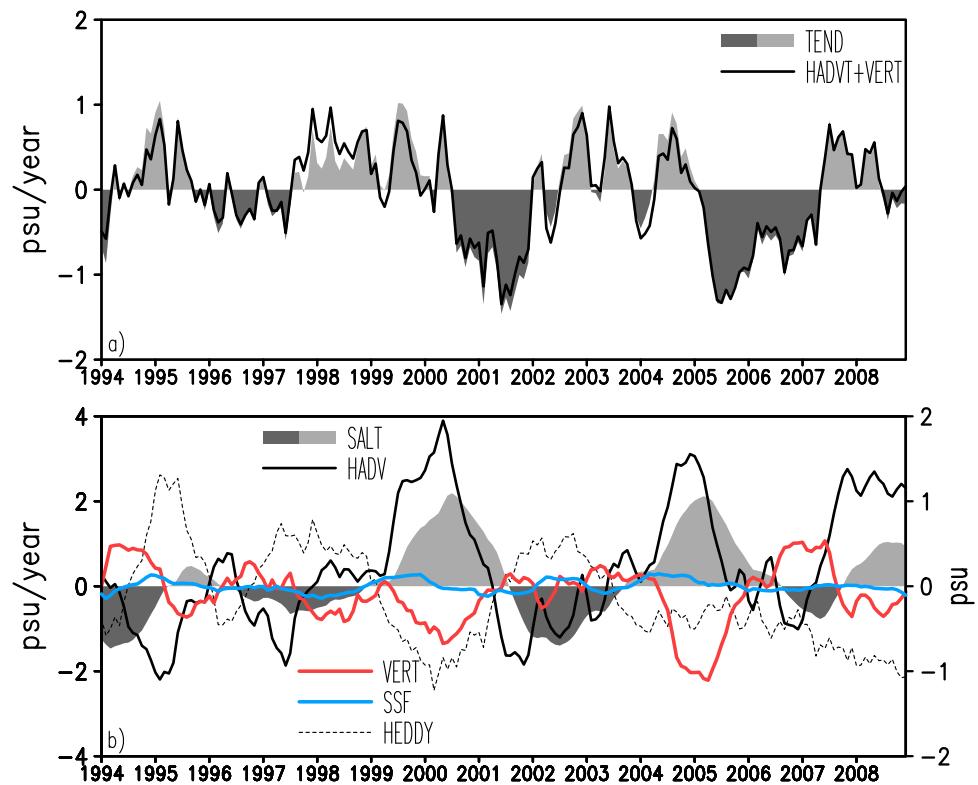 2
TEND
HADVT+VERT
1
psu/year
0
-1
a)
-2
1994 1995 1996 1997 1998 1999 2000 2001 2002 2003 2004 2005 2006 2007 2008
4
2
SALT
HADV
2
1
psu/year
0
0
psu
VERT
-2
-1
SSF
HEDDY
b)
-4
-2
1994 1995 1996 1997 1998 1999 2000 2001 2002 2003 2004 2005 2006 2007 2008